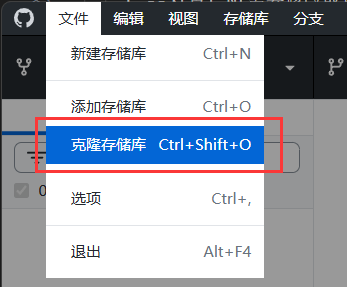 文件 编辑 视图 存储库 分支
新建存储库 Ctrl+N
添加存储库 Ctrl+O
克隆存储库 Ctrl+Shift+O
0
选项 Ctrl+,
退出 Alt+F4